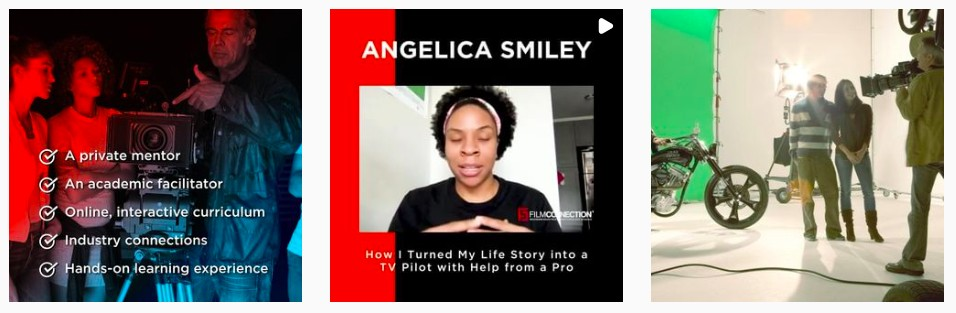 A private mentor
An academic facilitator
Online, interactive curriculum
Industry connections
Hands-on learning experience
ANGELICA SMILEY
FILMCONNECTION
How I Turned My Life Story into a
TV Pilot with Help from a Pro